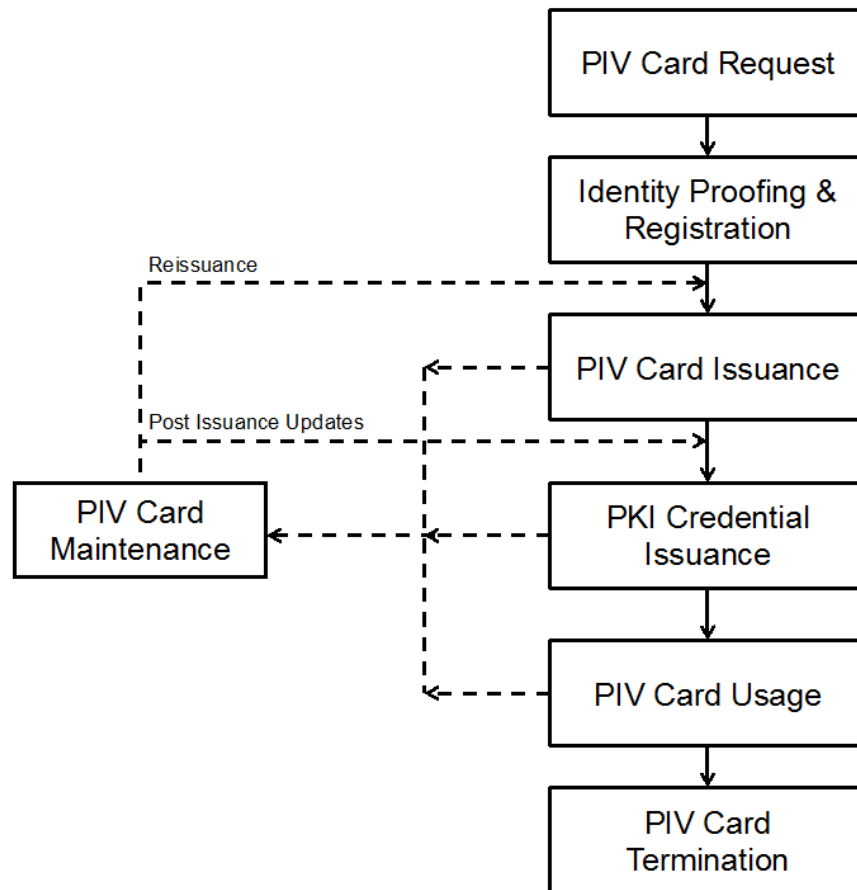 PIV Card Request
Identity Proofing &
Registration
Reissuance
PIV Card Issuance
Post Issuance Updates
PIV Card
Maintenance
PKI Credential
Issuance
PIV Card Usage
PIV Card
Termination